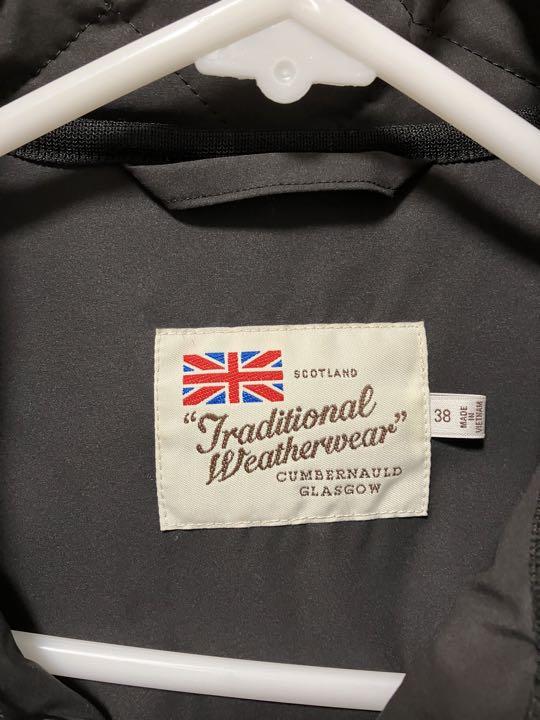 SCOTLAND
"Traditional
Weatherwear"
CUMBERNAULD
GLASGOW
38
MADE
IN
VIETNAM